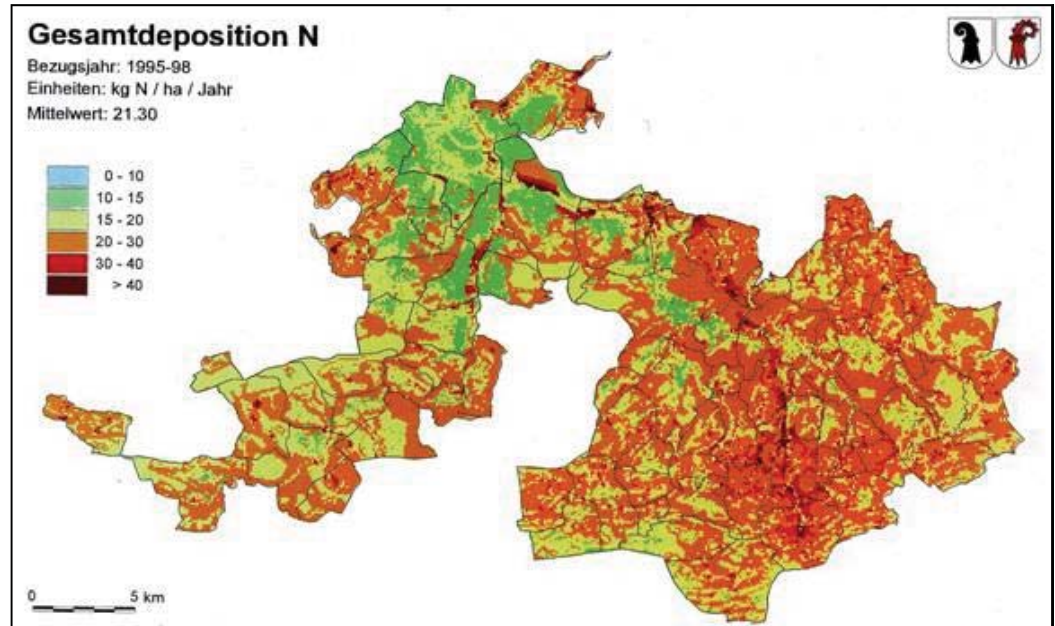 Gesamtdeposition N
Bezugsjahr: 1995-98
Einheiten: kg N / ha / Jahr
Mittelwert: 21.30
0 - 10
10 - 15
15 - 20
20 - 30
30 - 40
> 40
0 5 km